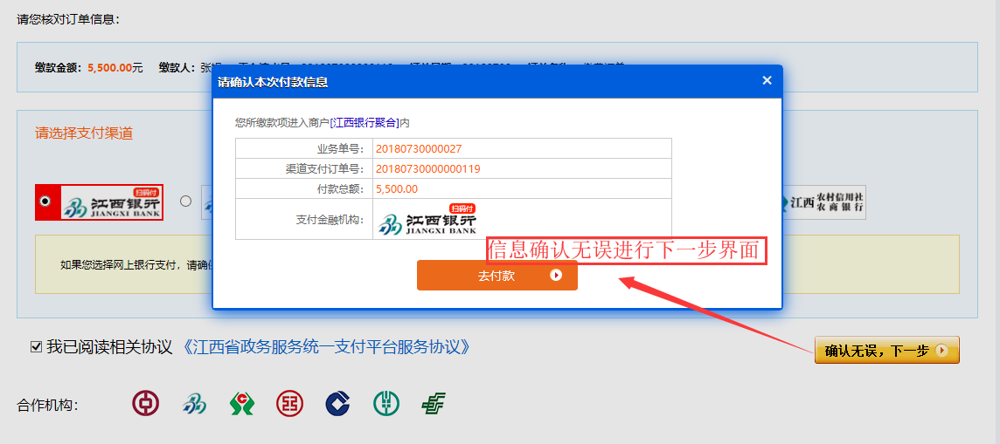 请您核对订单信息：
缴款金额：5,500.00元 缴款人：张
请确认本次付款信息 ×
您所缴款项进入商户[江西银行聚合]内
请选择支付渠道
业务单号： 20180730000027
渠道支付订单号： 20180730000000119
付款总额： 5,500.00
扫码付
江西银行
JIANGXI BANK
江西 农村信用社
农商银行
支付金融机构： 扫码付
江西银行
JIANGXI BANK
信息确认无误进行下一步界面
如果您选择网上银行支付，请确
去付款
我已阅读相关协议 《江西省政务服务统一支付平台服务协议》
确认无误，下一步
合作机构：